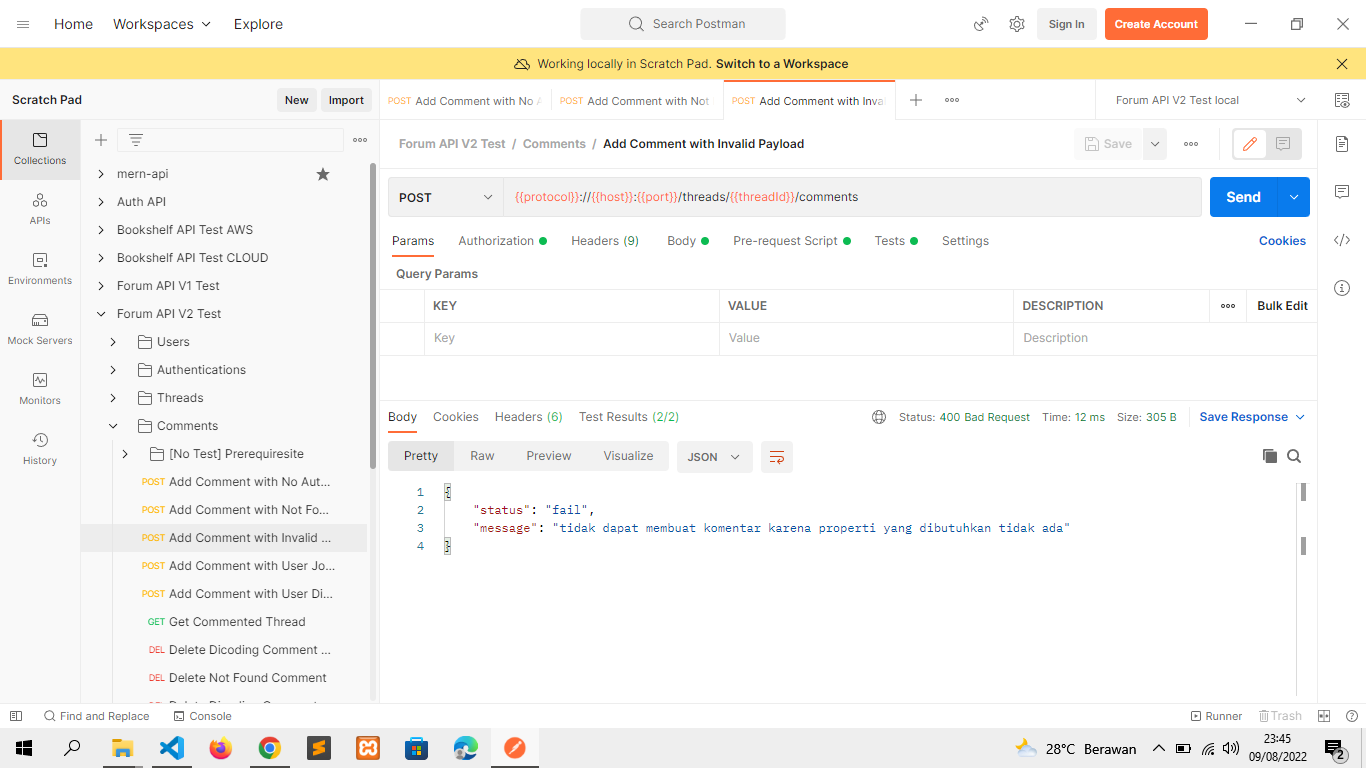 Home Workspaces Explore Search Postman Sign In Create Account
Working locally in Scratch Pad. Switch to a Workspace
Scratch Pad New Import
POST Add Comment with No A POST Add Comment with Not POST Add Comment with Inva Forum API V2 Test local
Collections
APIs
Environments
Mock Servers
Monitors
History
mern-api
Auth API
Bookshelf API Test AWS
Bookshelf API Test CLOUD
Forum API V1 Test
Forum API V2 Test
Users
Authentications
Threads
Comments
[No Test] Prerequiresite
POST Add Comment with No Aut...
POST Add Comment with Not Fo...
POST Add Comment with Invalid ...
POST Add Comment with User Jo...
POST Add Comment with User Di...
GET Get Commented Thread
DEL Delete Dicoding Comment ...
DEL Delete Not Found Comment
Forum API V2 Test / Comments / Add Comment with Invalid Payload Save
POST {{protocol}}://{{host}}:{{port}}/threads/{{threadId}}/comments Send
Params Authorization Headers (9) Body Pre-request Script Tests Settings Cookies
Query Params
KEY VALUE DESCRIPTION Bulk Edit
Key Value Description
Body Cookies Headers (6) Test Results (2/2) Status: 400 Bad Request Time: 12 ms Size: 305 B Save Response
Pretty Raw Preview Visualize JSON
1 {
2 "status": "fail",
3 "message": "tidak dapat membuat komentar karena properti yang dibutuhkan tidak ada"
4 }
Find and Replace Console Runner Trash
28°C Berawan 23:45
09/08/2022 2